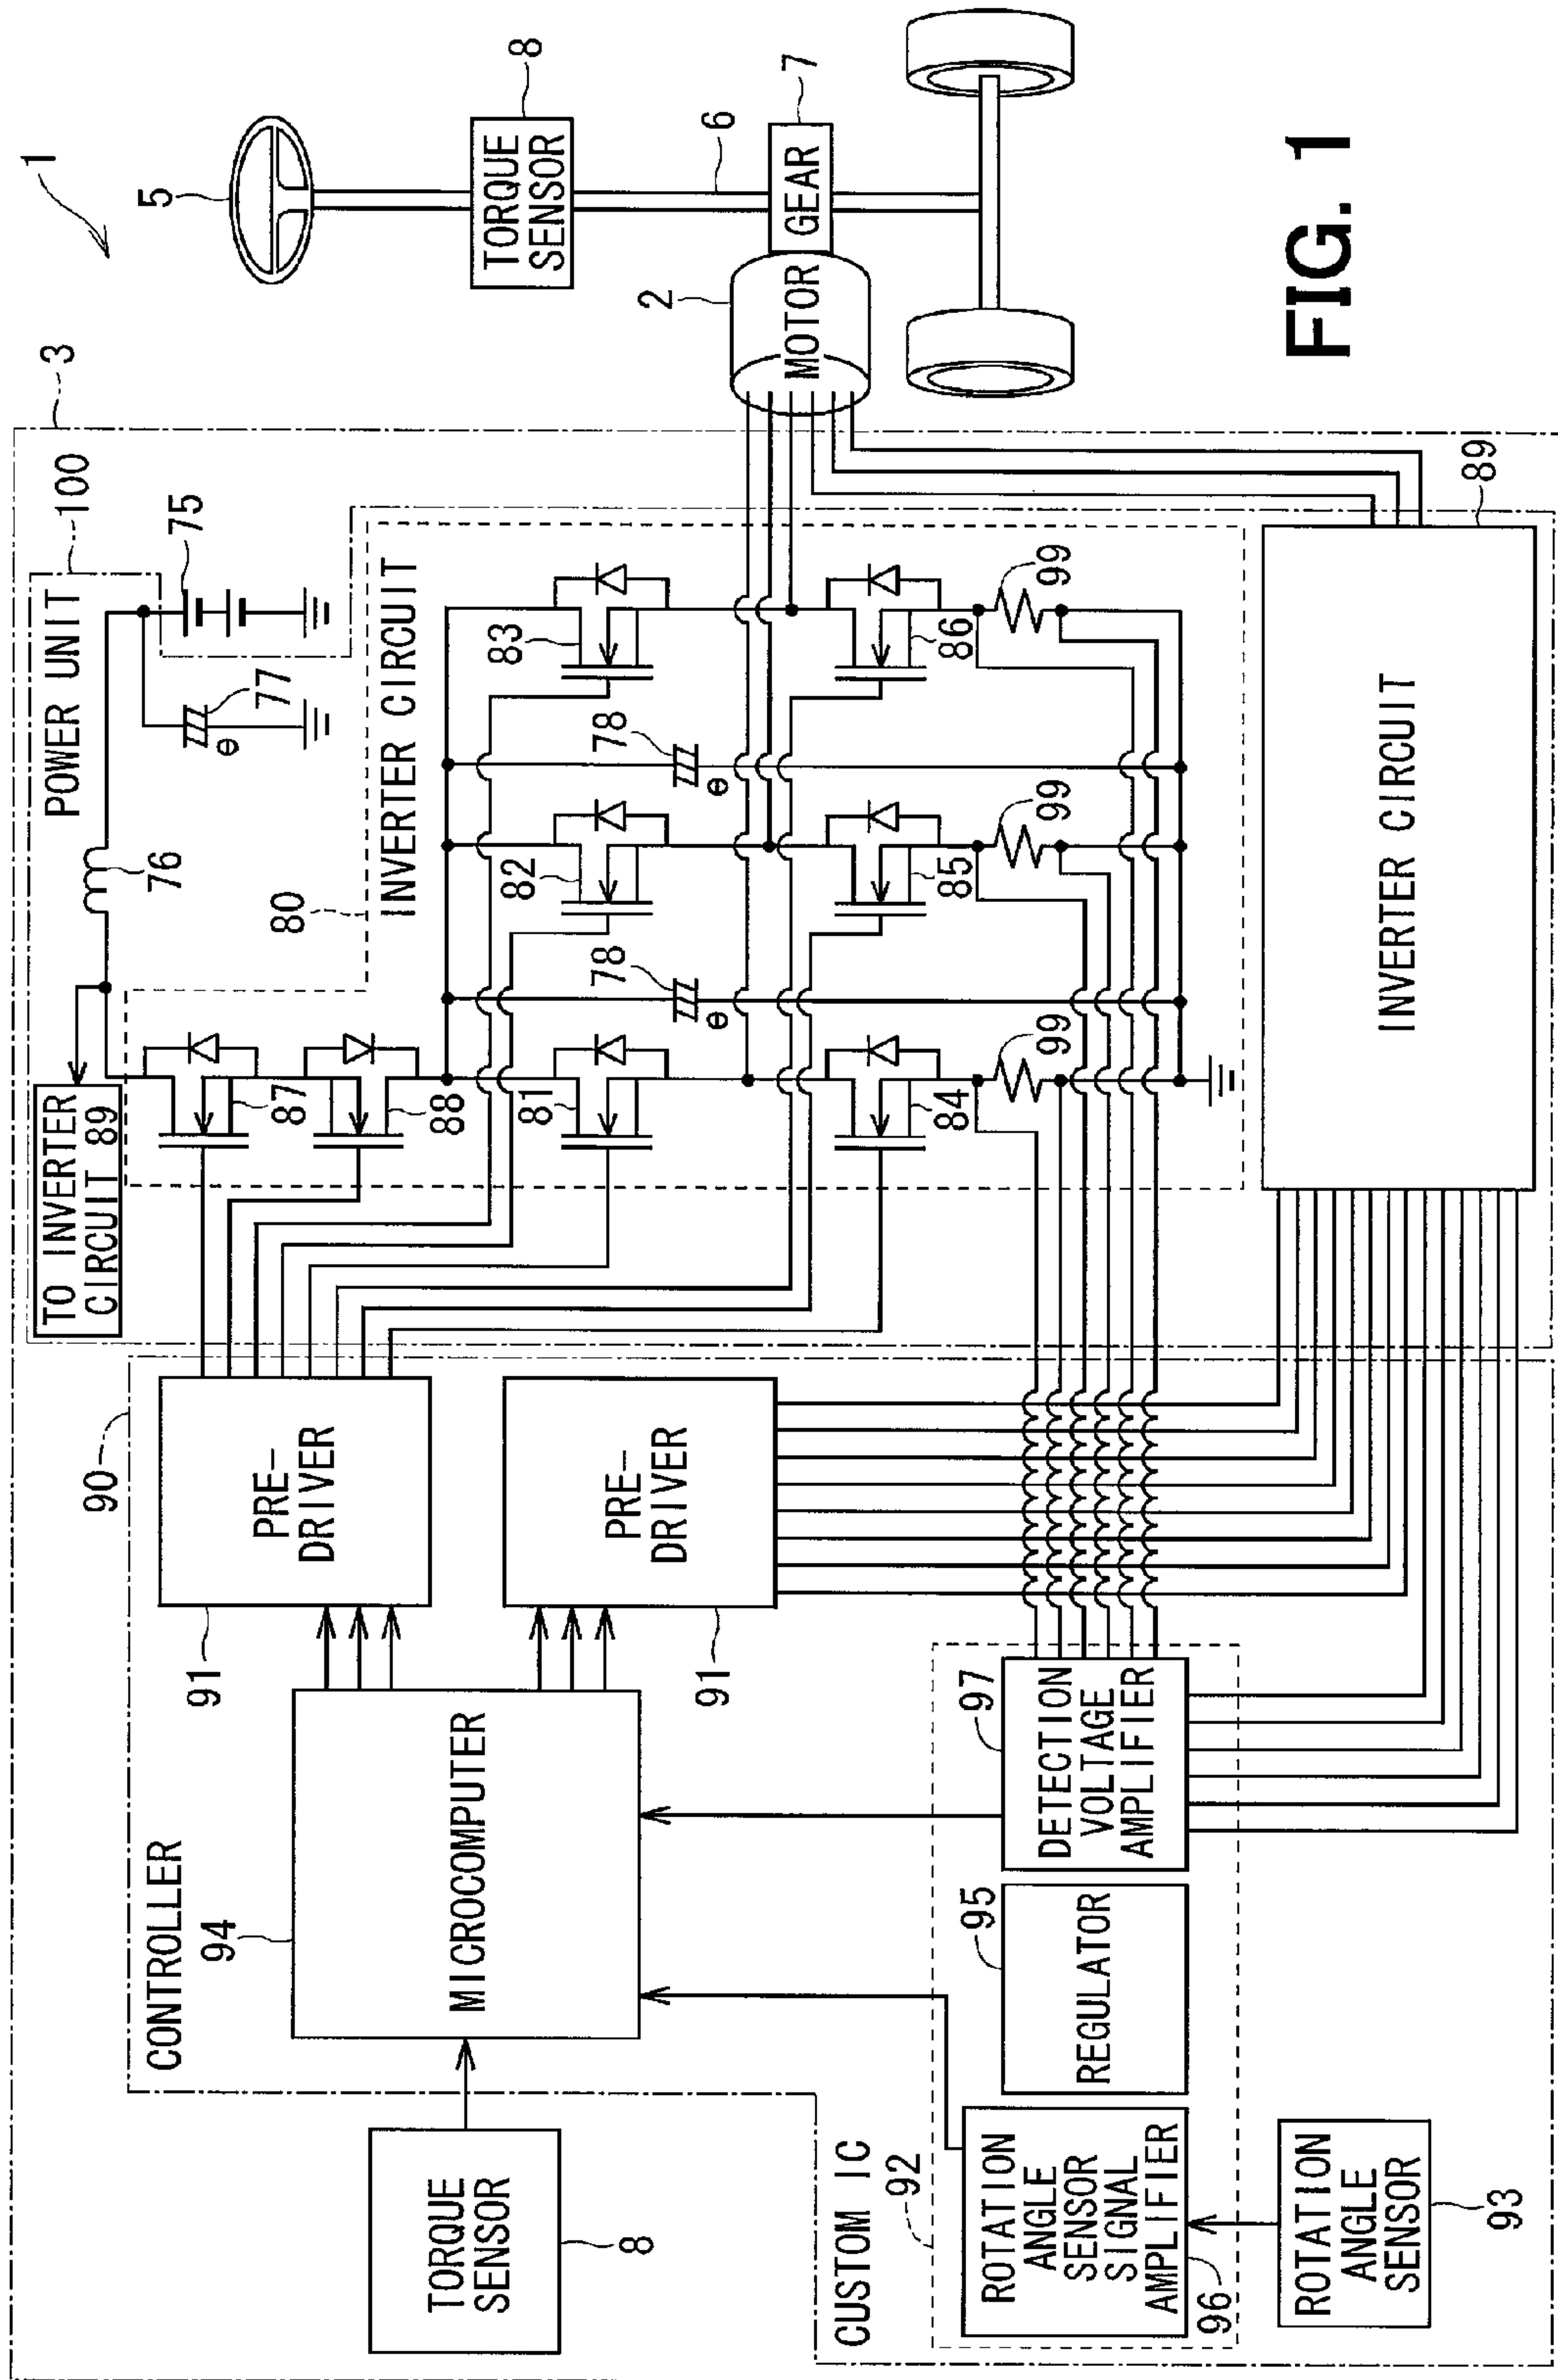 FIG. 1
1
3
100
POWER UNIT
75
77
76
TO INVERTER
CIRCUIT 89
80
INVERTER CIRCUIT
87
88
81
82
83
78
78
84
85
86
99
99
99
INVERTER CIRCUIT
89
5
TORQUE
SENSOR
8
6
GEAR
7
MOTOR
2
90
CONTROLLER
PRE-
DRIVER
91
PRE-
DRIVER
91
MICROCOMPUTER
94
TORQUE
SENSOR
8
CUSTOM IC
92
DETECTION
VOLTAGE
AMPLIFIER
97
REGULATOR
95
ROTATION
ANGLE
SENSOR
SIGNAL
AMPLIFIER
96
ROTATION
ANGLE
SENSOR
93